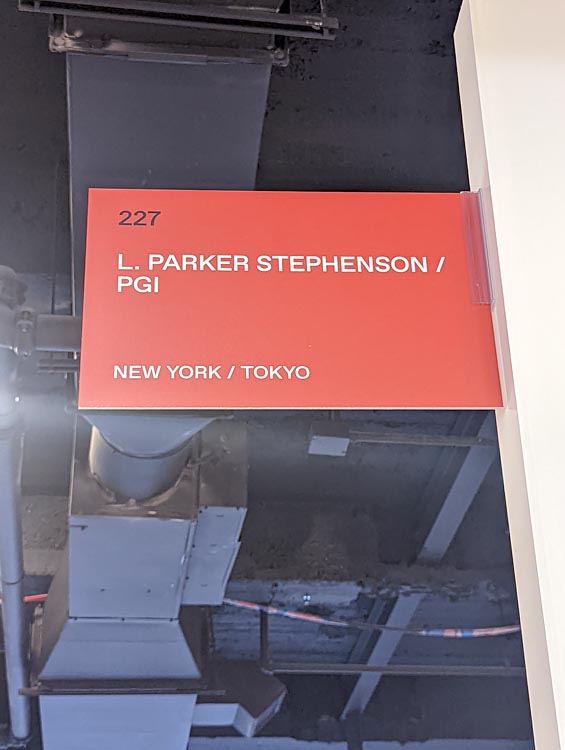 227
L. PARKER STEPHENSON /
PGI
NEW YORK / TOKYO